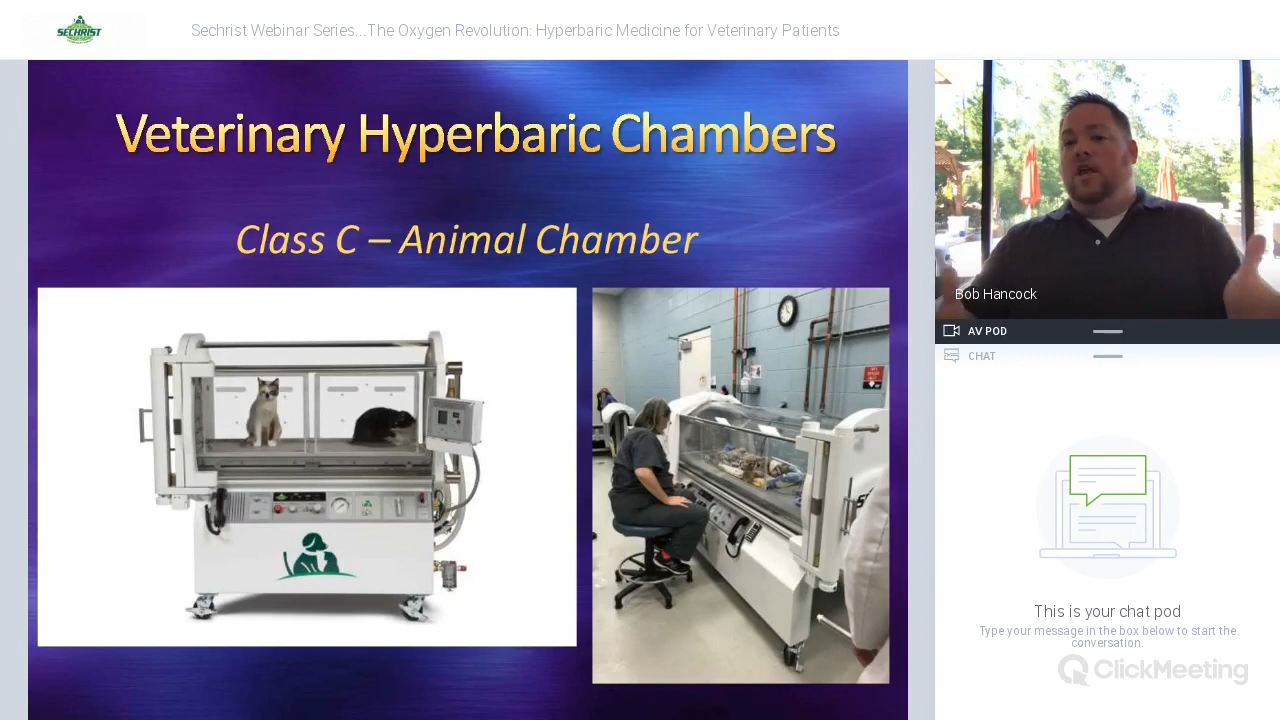 SECHRIST
Sechrist Webinar Series...The Oxygen Revolution: Hyperbaric Medicine for Veterinary Patients
Veterinary Hyperbaric Chambers
Class C – Animal Chamber
Bob Hancock
AV POD
CHAT
This is your chat pod
Type your message in the box below to start the
conversation.
ClickMeeting